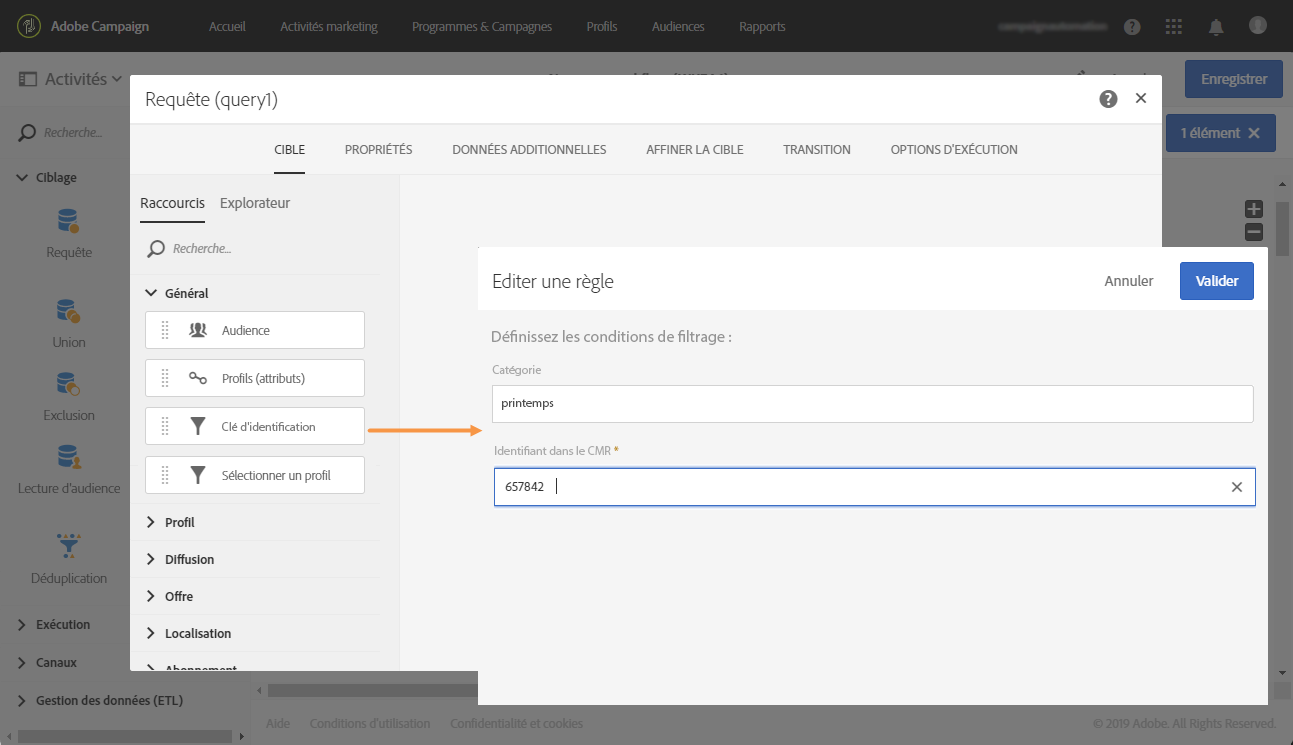 Adobe Campaign
Accueil
Activités marketing
Programmes & Campagnes
Profils
Audiences
Rapports
Activités
Enregistrer
Requête (query1)
1 élément
Recherche...
CIBLE
PROPRIÉTÉS
DONNÉES ADDITIONNELLES
AFFINER LA CIBLE
TRANSITION
OPTIONS D'EXÉCUTION
Ciblage
Requête
Union
Exclusion
Lecture d'audience
Déduplication
Exécution
Canaux
Gestion des données (ETL)
Raccourcis
Explorateur
Recherche...
Général
Audience
Profils (attributs)
Clé d'identification
Sélectionner un profil
Profil
Diffusion
Offre
Localisation
Abonnement
Editer une règle
Annuler
Valider
Définissez les conditions de filtrage :
Catégorie
printemps
Identifiant dans le CMR *
657842
Aide
Conditions d'utilisation
Confidentialité et cookies
© 2019 Adobe. All Rights Reserved.